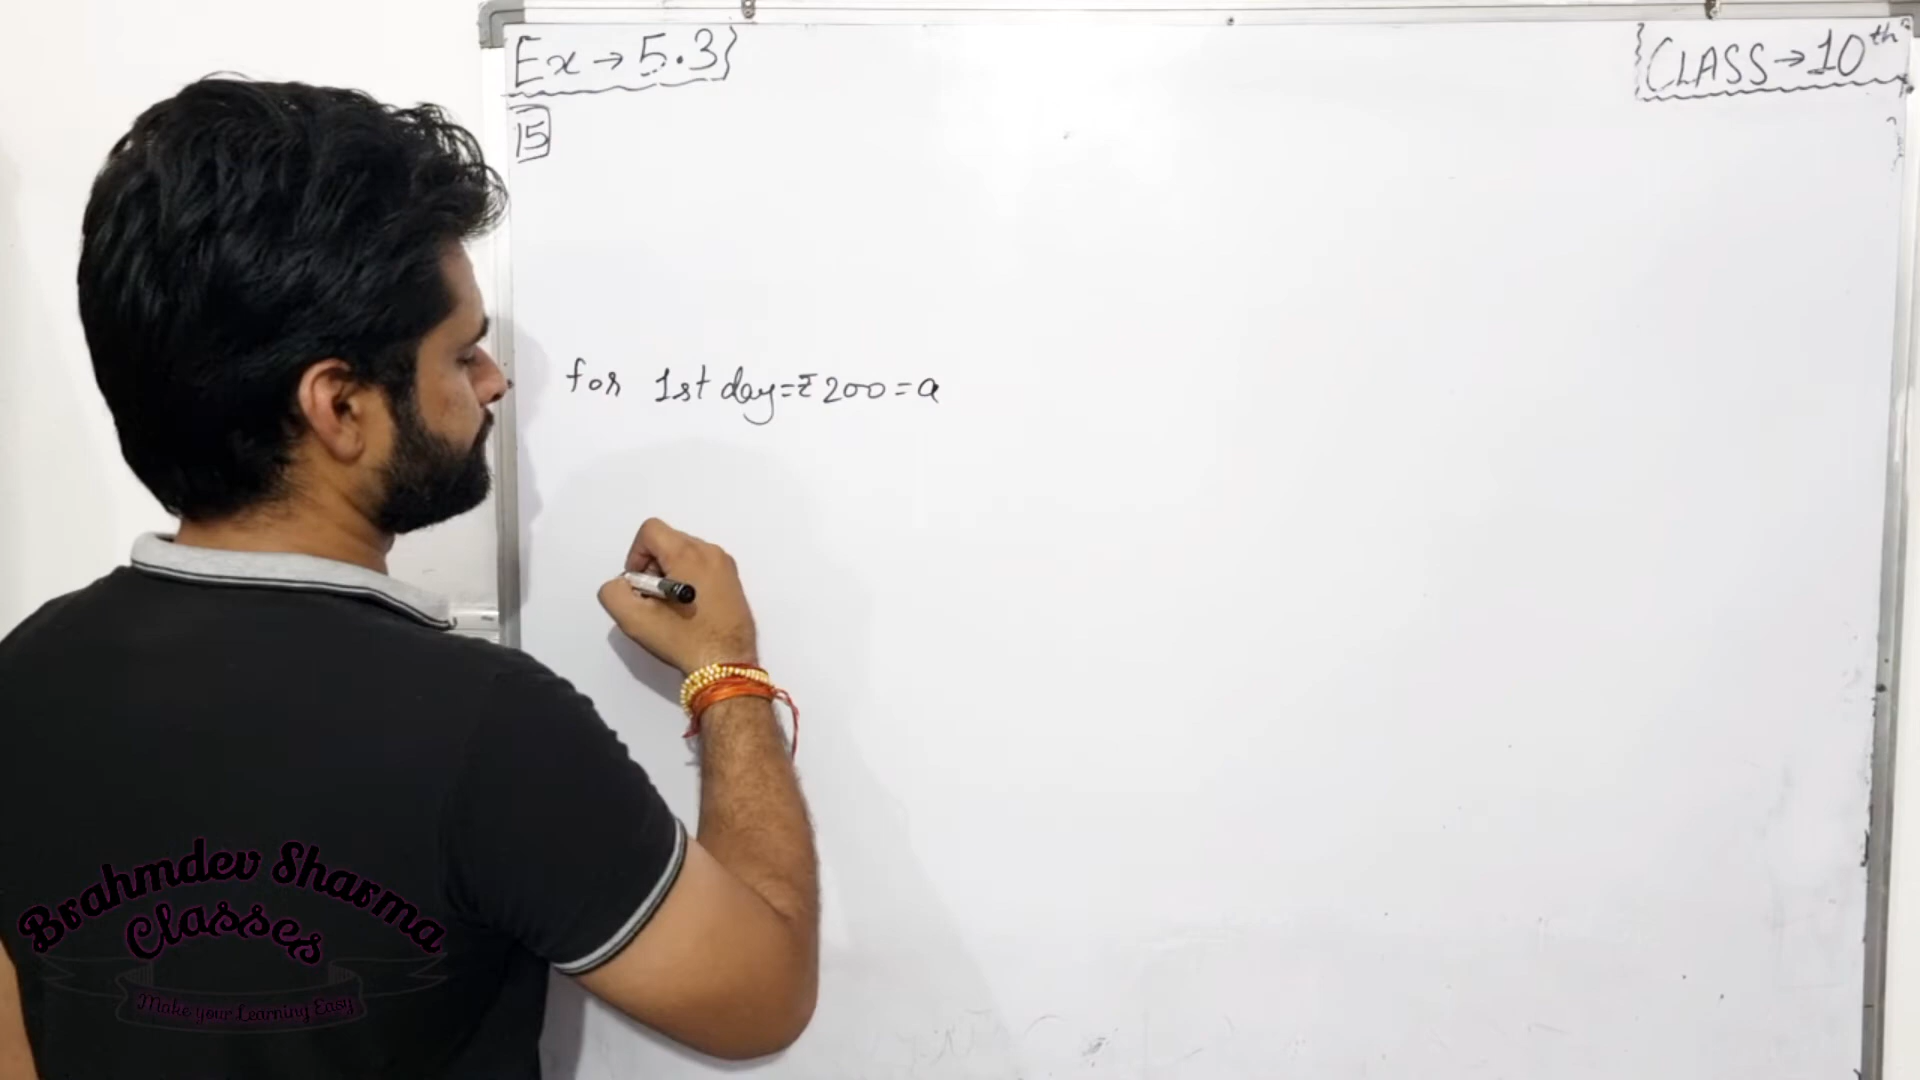 Ex → 5.3
CLASS → 10th
15
for 1st day = ₹ 200 = a
Brahmdev Sharma
Classes
Make your Learning Easy